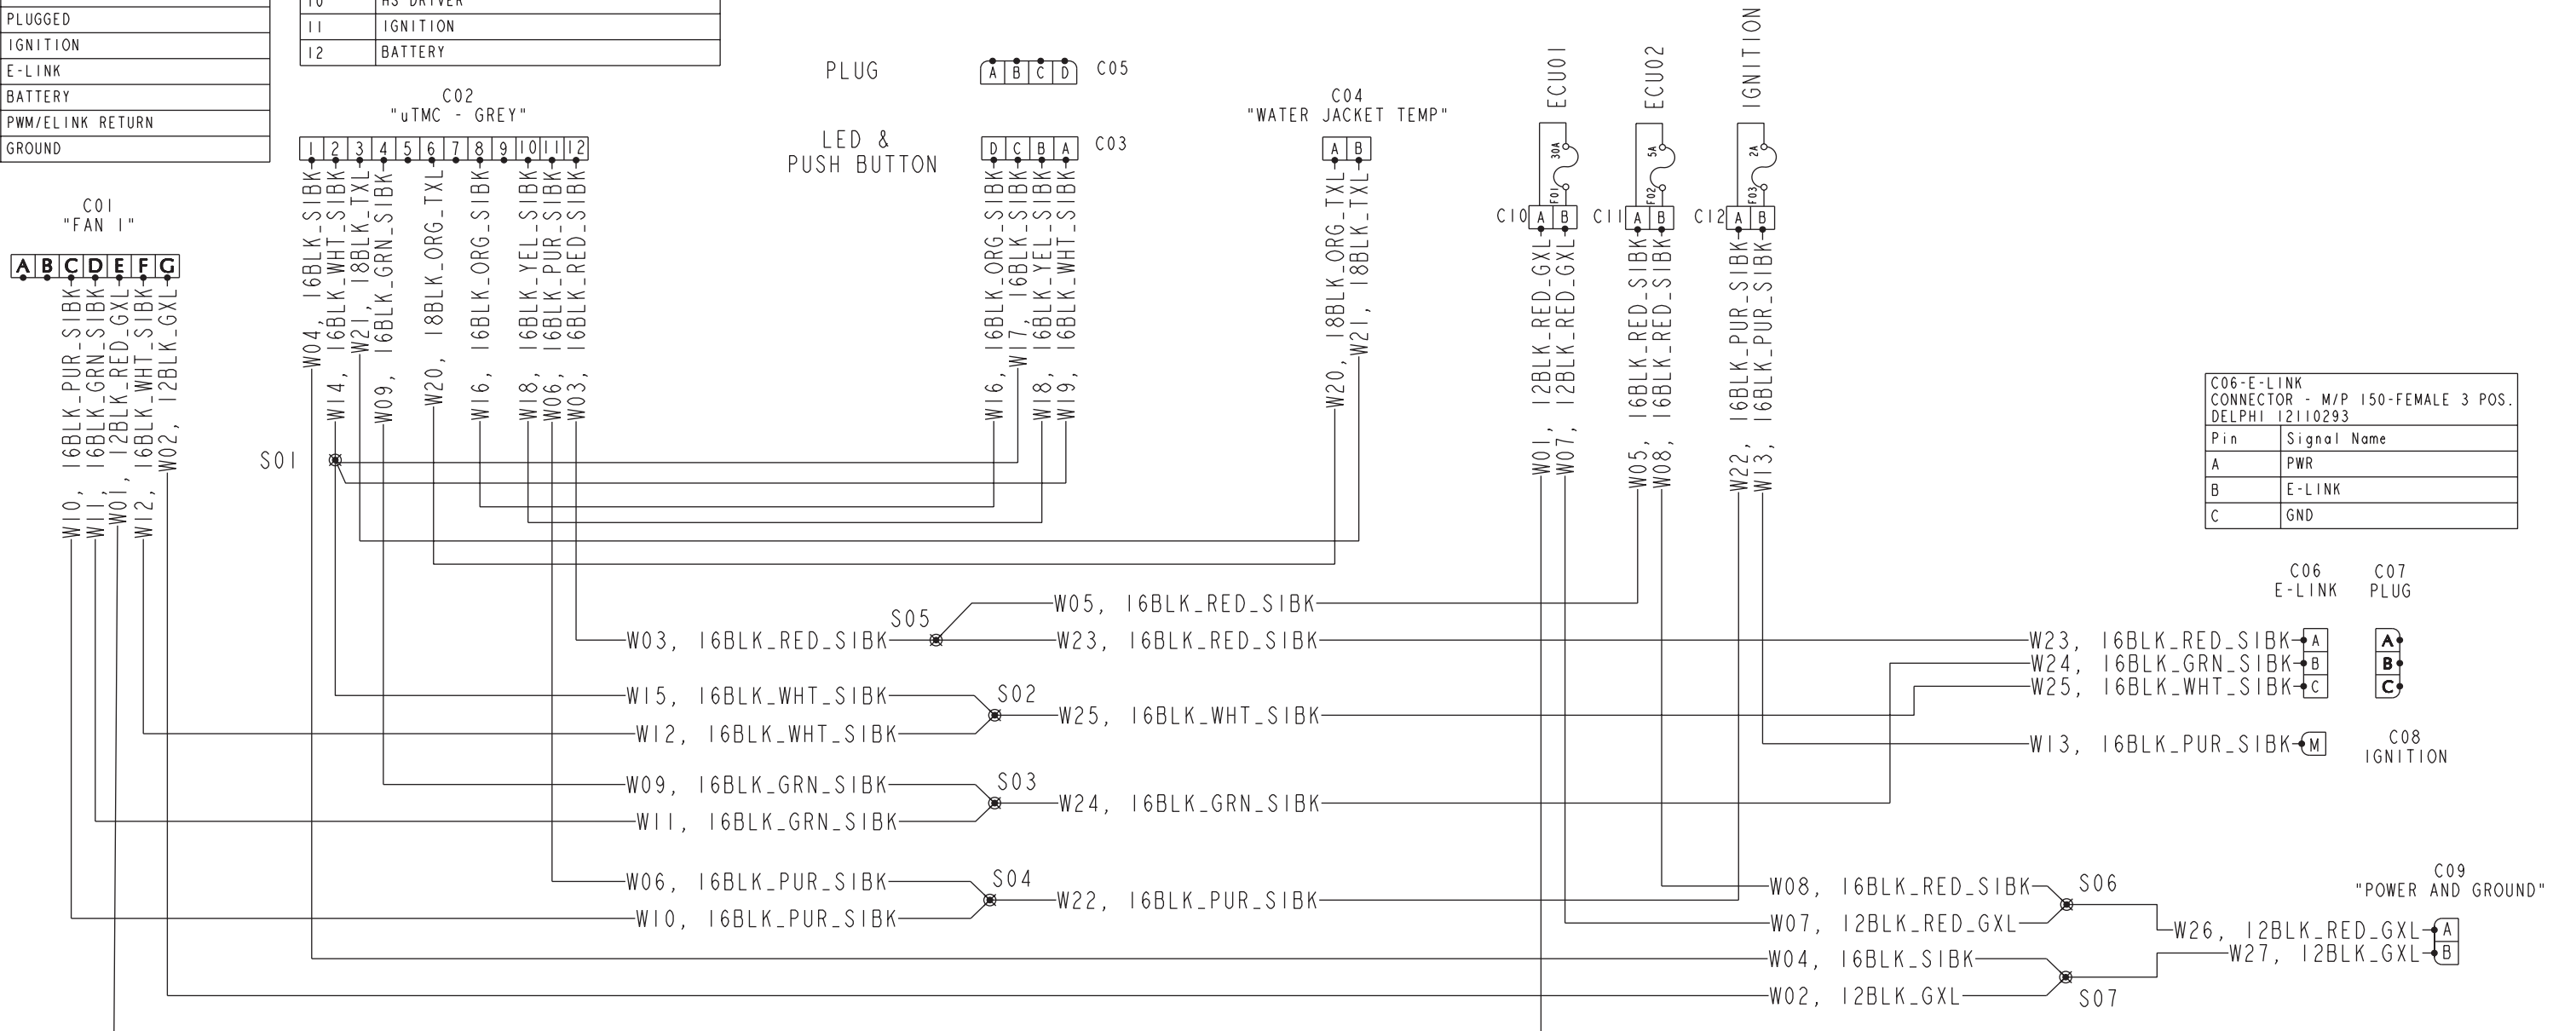 PLUGGED
IGNITION
E-LINK
BATTERY
PWM/ELINK RETURN
GROUND
10 HS DRIVER
11 IGNITION
12 BATTERY
C01
"FAN 1"
A B C D E F G
W10, 16BLK_PUR_SIBK
W11, 16BLK_GRN_SIBK
W01, 12BLK_RED_GXL
W12, 16BLK_WHT_SIBK
W02, 12BLK_GXL
C02
"uTMC - GREY"
1 2 3 4 5 6 7 8 9 10 11 12
W04, 16BLK_SIBK
W14, 16BLK_WHT_SIBK
W21, 18BLK_TXL
W09, 16BLK_GRN_SIBK
W20, 18BLK_ORG_TXL
W16, 16BLK_ORG_SIBK
W18, 16BLK_YEL_SIBK
W06, 16BLK_PUR_SIBK
W03, 16BLK_RED_SIBK
S01
PLUG
A B C D C05
LED &
PUSH BUTTON
D C B A C03
W16, 16BLK_ORG_SIBK
W17, 16BLK_SIBK
W18, 16BLK_YEL_SIBK
W19, 16BLK_WHT_SIBK
C04
"WATER JACKET TEMP"
A B
W20, 18BLK_ORG_TXL
W21, 18BLK_TXL
ECU01
30A
F01
C10 A B
W01, 12BLK_RED_GXL
W07, 12BLK_RED_GXL
ECU02
5A
F02
C11 A B
W05, 16BLK_RED_SIBK
W08, 16BLK_RED_SIBK
IGNITION
2A
F03
C12 A B
W22, 16BLK_PUR_SIBK
W13, 16BLK_PUR_SIBK
C06-E-LINK
CONNECTOR - M/P 150-FEMALE 3 POS.
DELPHI 12110293
Pin Signal Name
A PWR
B E-LINK
C GND
C06
E-LINK
C07
PLUG
S05
W05, 16BLK_RED_SIBK
W03, 16BLK_RED_SIBK
W23, 16BLK_RED_SIBK
W23, 16BLK_RED_SIBK A
W24, 16BLK_GRN_SIBK B
W25, 16BLK_WHT_SIBK C
A
B
C
W15, 16BLK_WHT_SIBK
S02
W25, 16BLK_WHT_SIBK
W12, 16BLK_WHT_SIBK
W13, 16BLK_PUR_SIBK M
C08
IGNITION
W09, 16BLK_GRN_SIBK
S03
W24, 16BLK_GRN_SIBK
W11, 16BLK_GRN_SIBK
W06, 16BLK_PUR_SIBK
S04
W22, 16BLK_PUR_SIBK
W10, 16BLK_PUR_SIBK
W08, 16BLK_RED_SIBK
S06
W07, 12BLK_RED_GXL
C09
"POWER AND GROUND"
W26, 12BLK_RED_GXL A
W27, 12BLK_GXL B
W04, 16BLK_SIBK
W02, 12BLK_GXL
S07